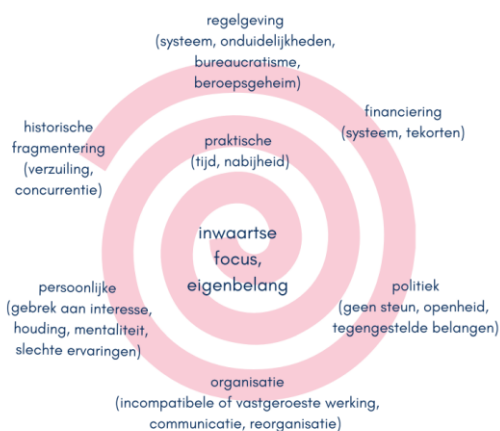 regelgeving
(systeem, onduidelijkheden,
bureaucratisme,
beroepsgeheim)
financiering
(systeem, tekorten)
historische
fragmentering
(verzuiling,
concurrentie)
praktische
(tijd, nabijheid)
inwaartse
focus,
eigenbelang
persoonlijke
(gebrek aan interesse,
houding, mentaliteit,
slechte ervaringen)
politiek
(geen steun, openheid,
tegengestelde belangen)
organisatie
(incompatibele of vastgeroeste werking,
communicatie, reorganisatie)